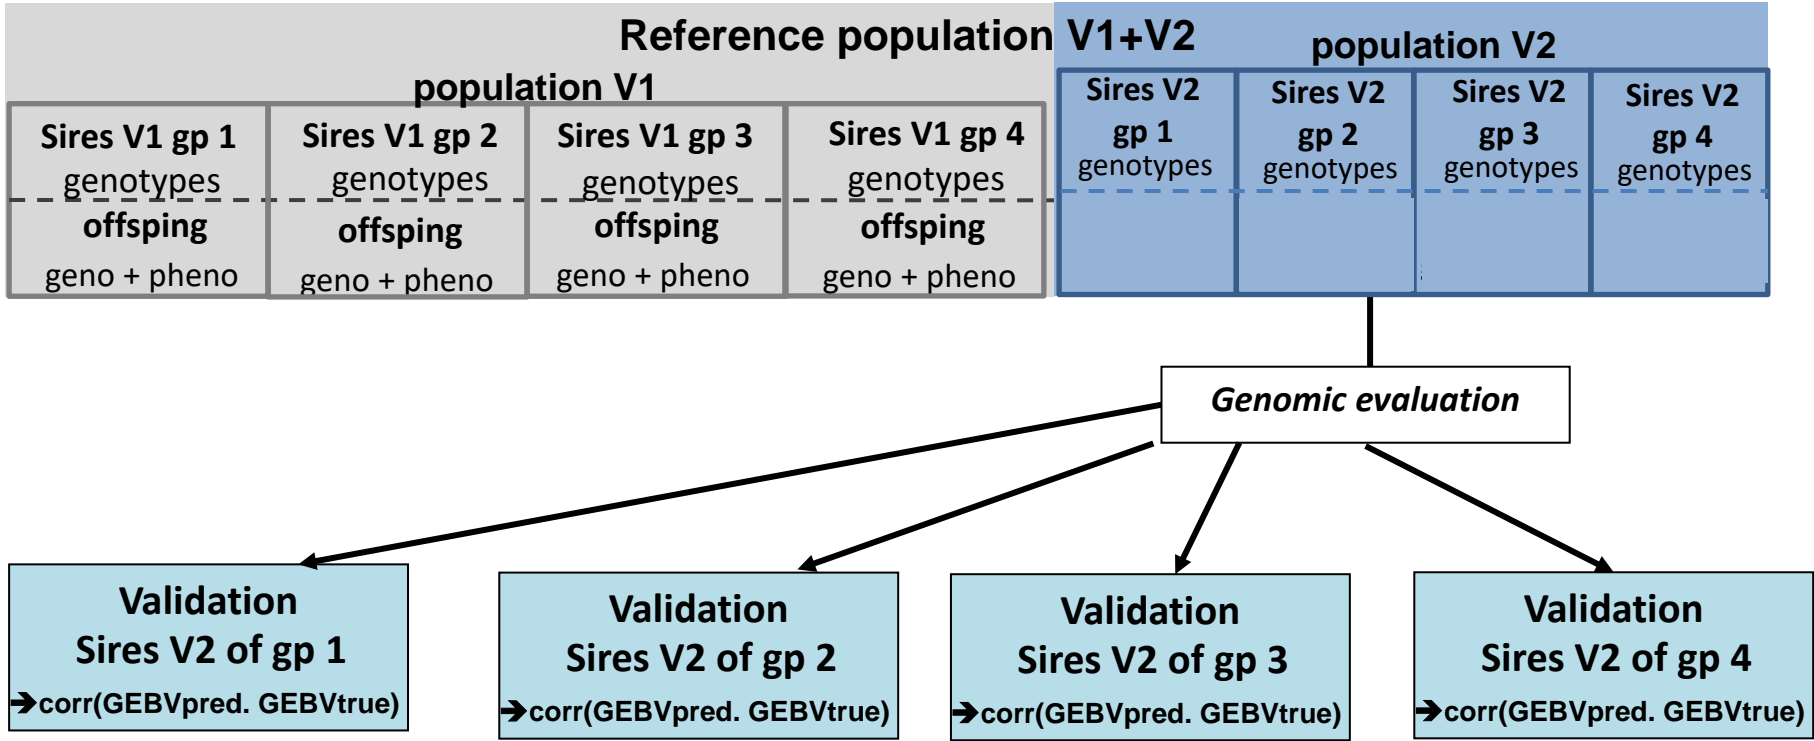 Reference population V1+V2
population V1
population V2
Sires V1 gp 1
genotypes
offsping
geno + pheno
Sires V1 gp 2
genotypes
offsping
geno + pheno
Sires V1 gp 3
genotypes
offsping
geno + pheno
Sires V1 gp 4
genotypes
offsping
geno + pheno
Sires V2
gp 1
genotypes
Sires V2
gp 2
genotypes
Sires V2
gp 3
genotypes
Sires V2
gp 4
genotypes
Genomic evaluation
Validation
Sires V2 of gp 1
➔corr(GEBVpred. GEBVtrue)
Validation
Sires V2 of gp 2
➔corr(GEBVpred. GEBVtrue)
Validation
Sires V2 of gp 3
➔corr(GEBVpred. GEBVtrue)
Validation
Sires V2 of gp 4
➔corr(GEBVpred. GEBVtrue)